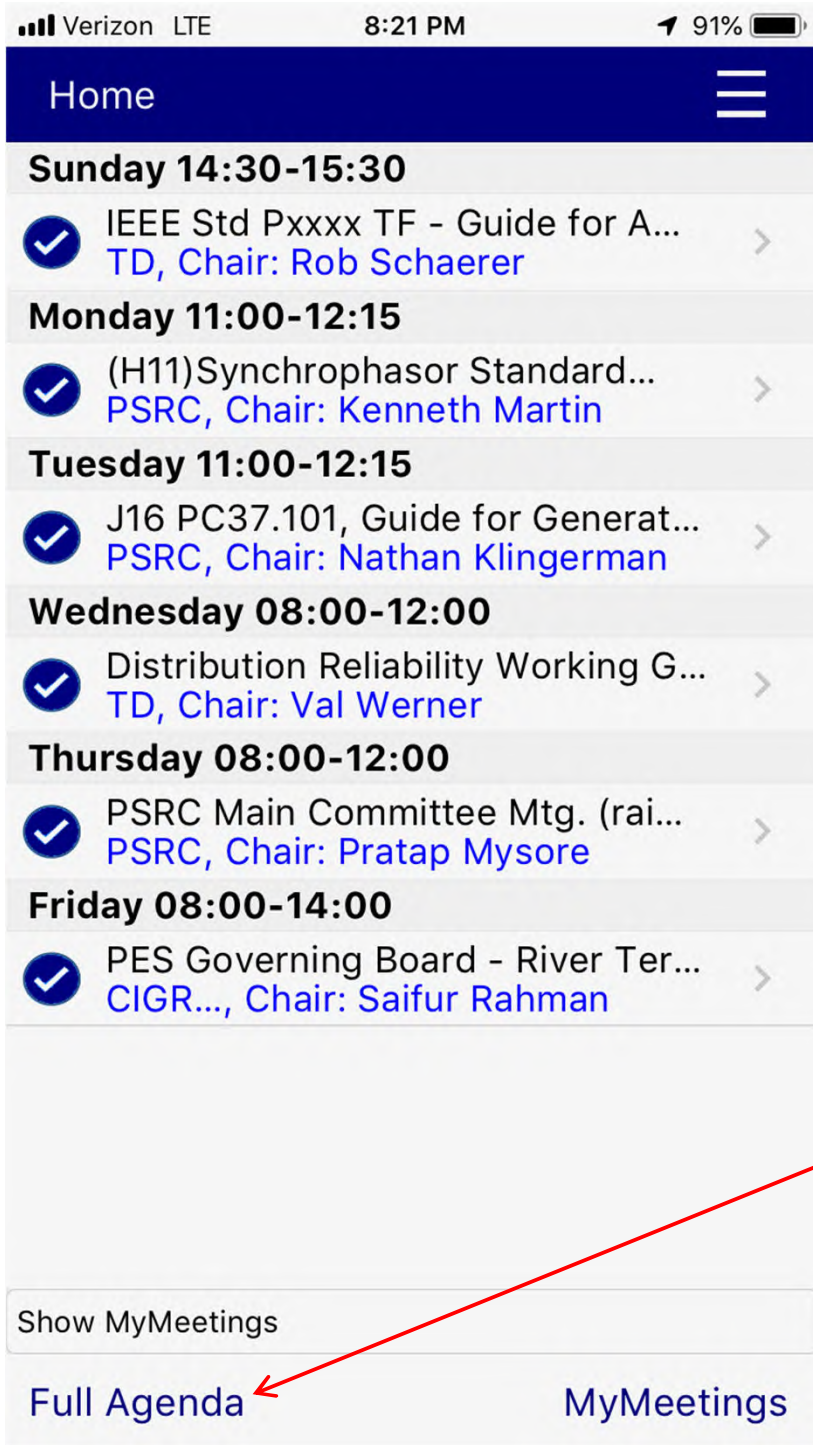 Verizon LTE 8:21 PM 91%
Home
Sunday 14:30-15:30
IEEE Std Pxxxx TF - Guide for A...
TD, Chair: Rob Schaerer
Monday 11:00-12:15
(H11)Synchrophasor Standard...
PSRC, Chair: Kenneth Martin
Tuesday 11:00-12:15
J16 PC37.101, Guide for Generat...
PSRC, Chair: Nathan Klingerman
Wednesday 08:00-12:00
Distribution Reliability Working G...
TD, Chair: Val Werner
Thursday 08:00-12:00
PSRC Main Committee Mtg. (rai...
PSRC, Chair: Pratap Mysore
Friday 08:00-14:00
PES Governing Board - River Ter...
CIGR..., Chair: Saifur Rahman
Show MyMeetings
Full Agenda MyMeetings